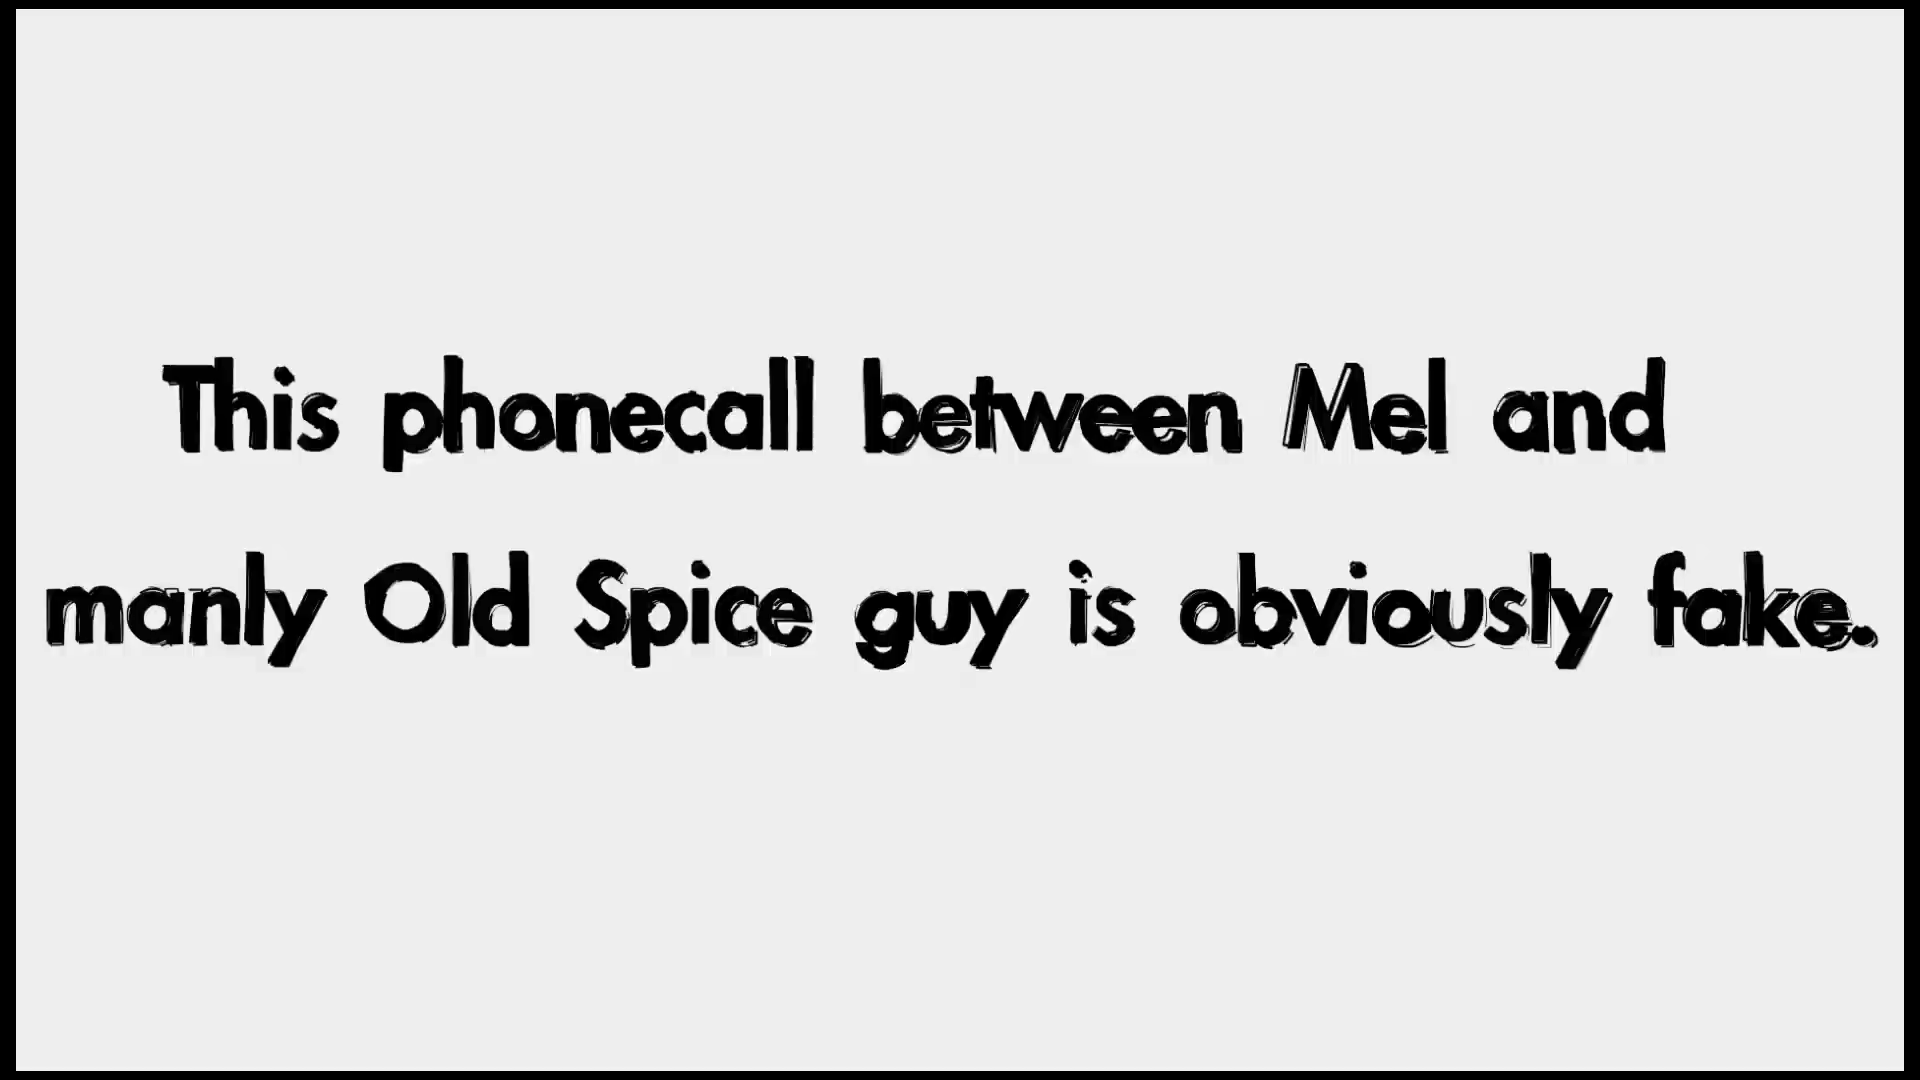 This phonecall between Mel and
manly Old Spice guy is obviously fake.